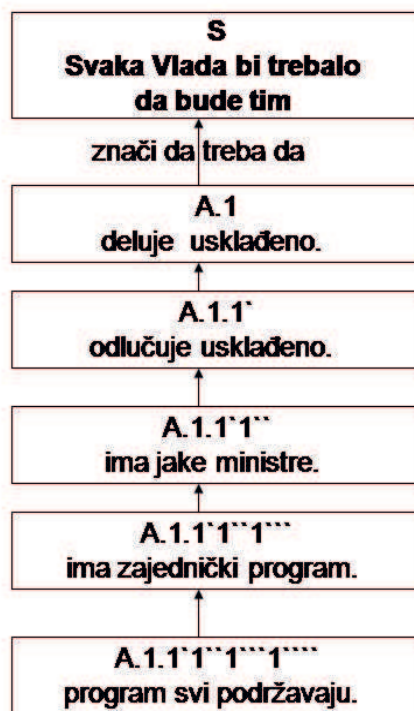 S
Svaka Vlada bi trebalo
da bude tim
znači da treba da
A.1
deluje usklađeno.
A.1.1`
odlučuje usklađeno.
A.1.1`1``
ima jake ministre.
A.1.1`1``1```
ima zajednički program.
A.1.1`1``1```1````
program svi podržavaju.